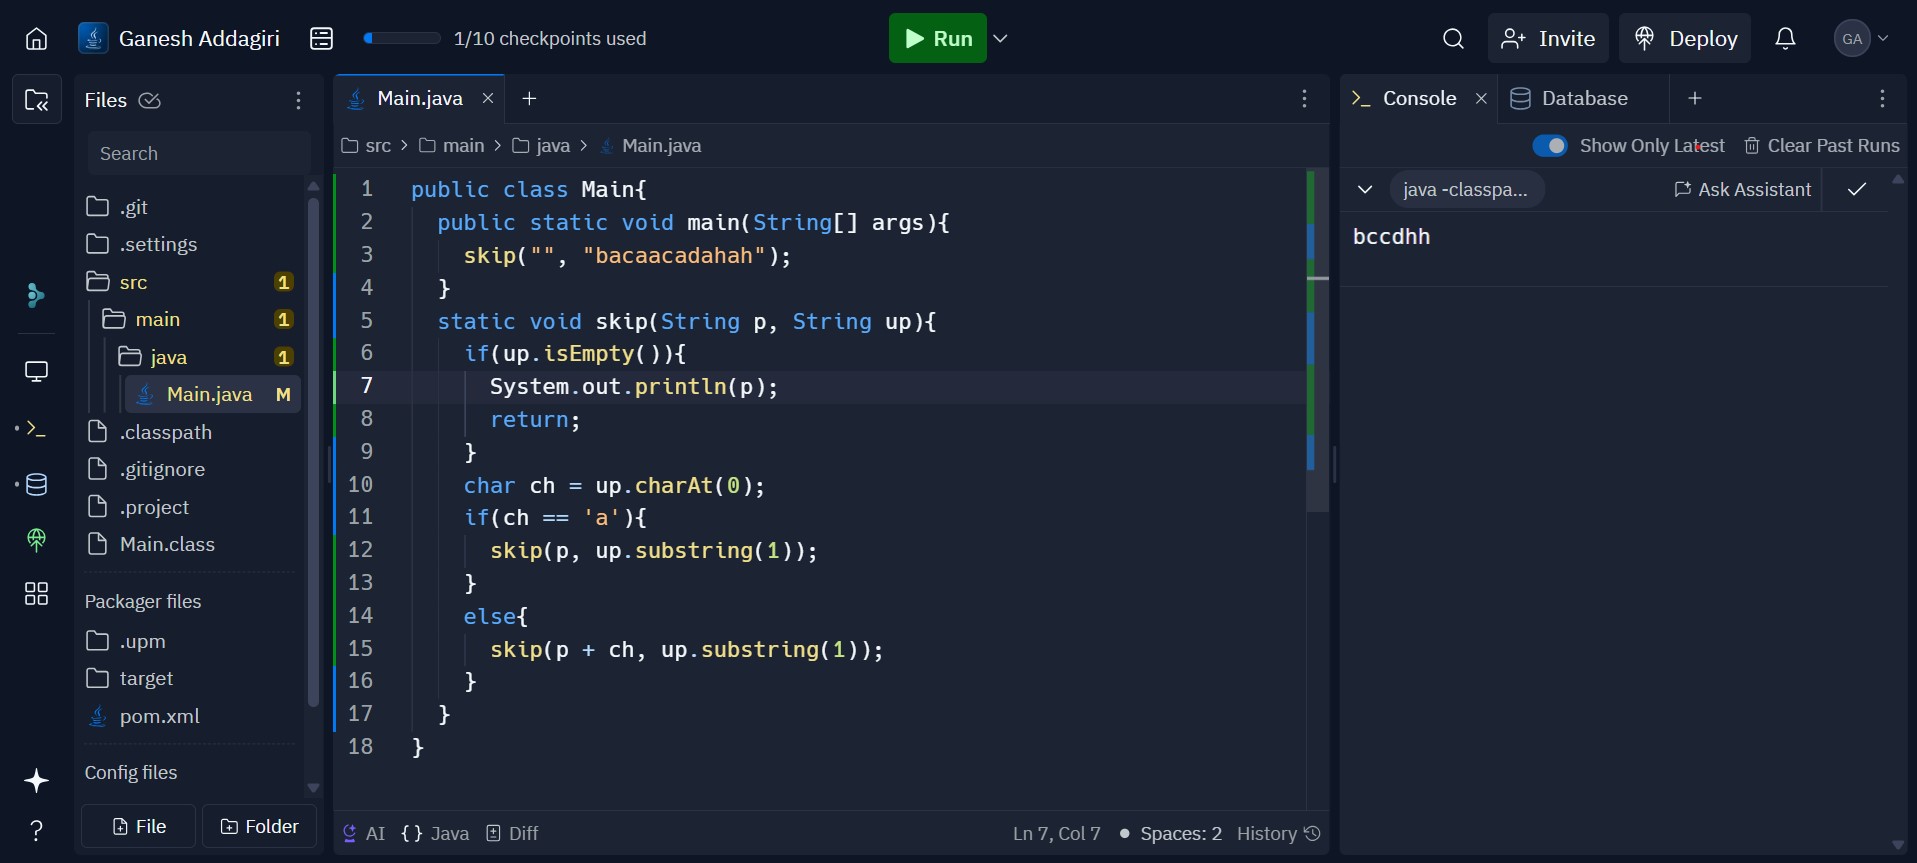 Ganesh Addagiri
1/10 checkpoints used
Run
Invite
Deploy
GA
Files
Search
.git
.settings
src 1
main 1
java 1
Main.java M
.classpath
.gitignore
.project
Main.class
Packager files
.upm
target
pom.xml
Config files
File
Folder
Main.java
src > main > java > Main.java
1 public class Main{
2 public static void main(String[] args){
3 skip("", "bacaacadahah");
4 }
5 static void skip(String p, String up){
6 if(up.isEmpty()){
7 System.out.println(p);
8 return;
9 }
10 char ch = up.charAt(0);
11 if(ch == 'a'){
12 skip(p, up.substring(1));
13 }
14 else{
15 skip(p + ch, up.substring(1));
16 }
17 }
18 }
AI {} Java Diff
Ln 7, Col 7 • Spaces: 2 History
Console
Database
Show Only Latest
Clear Past Runs
java -classpa...
Ask Assistant
bccdhh